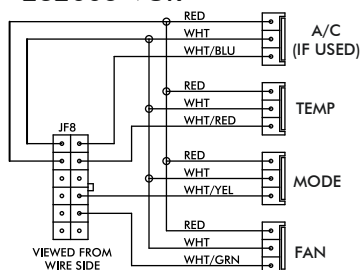 RED
WHT
WHT/BLU
A/C
(IF USED)
RED
WHT
WHT/RED
TEMP
JF8
RED
WHT
WHT/YEL
MODE
RED
WHT
WHT/GRN
FAN
VIEWED FROM
WIRE SIDE